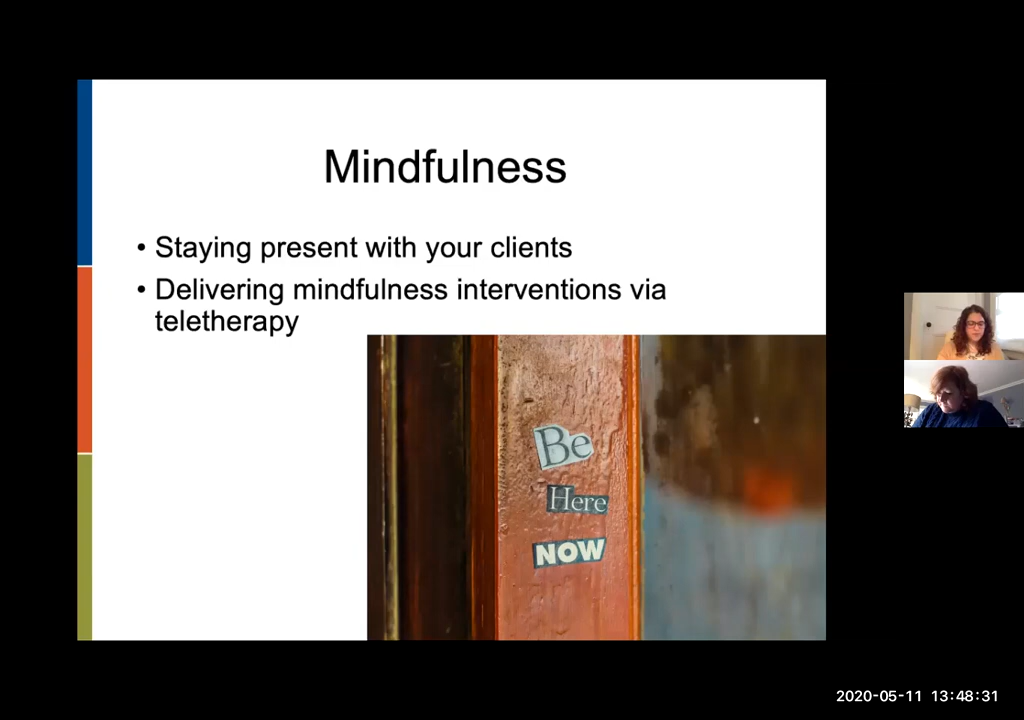 Mindfulness
• Staying present with your clients
• Delivering mindfulness interventions via
teletherapy
Be
Here
NOW
2020-05-11 13:48:31